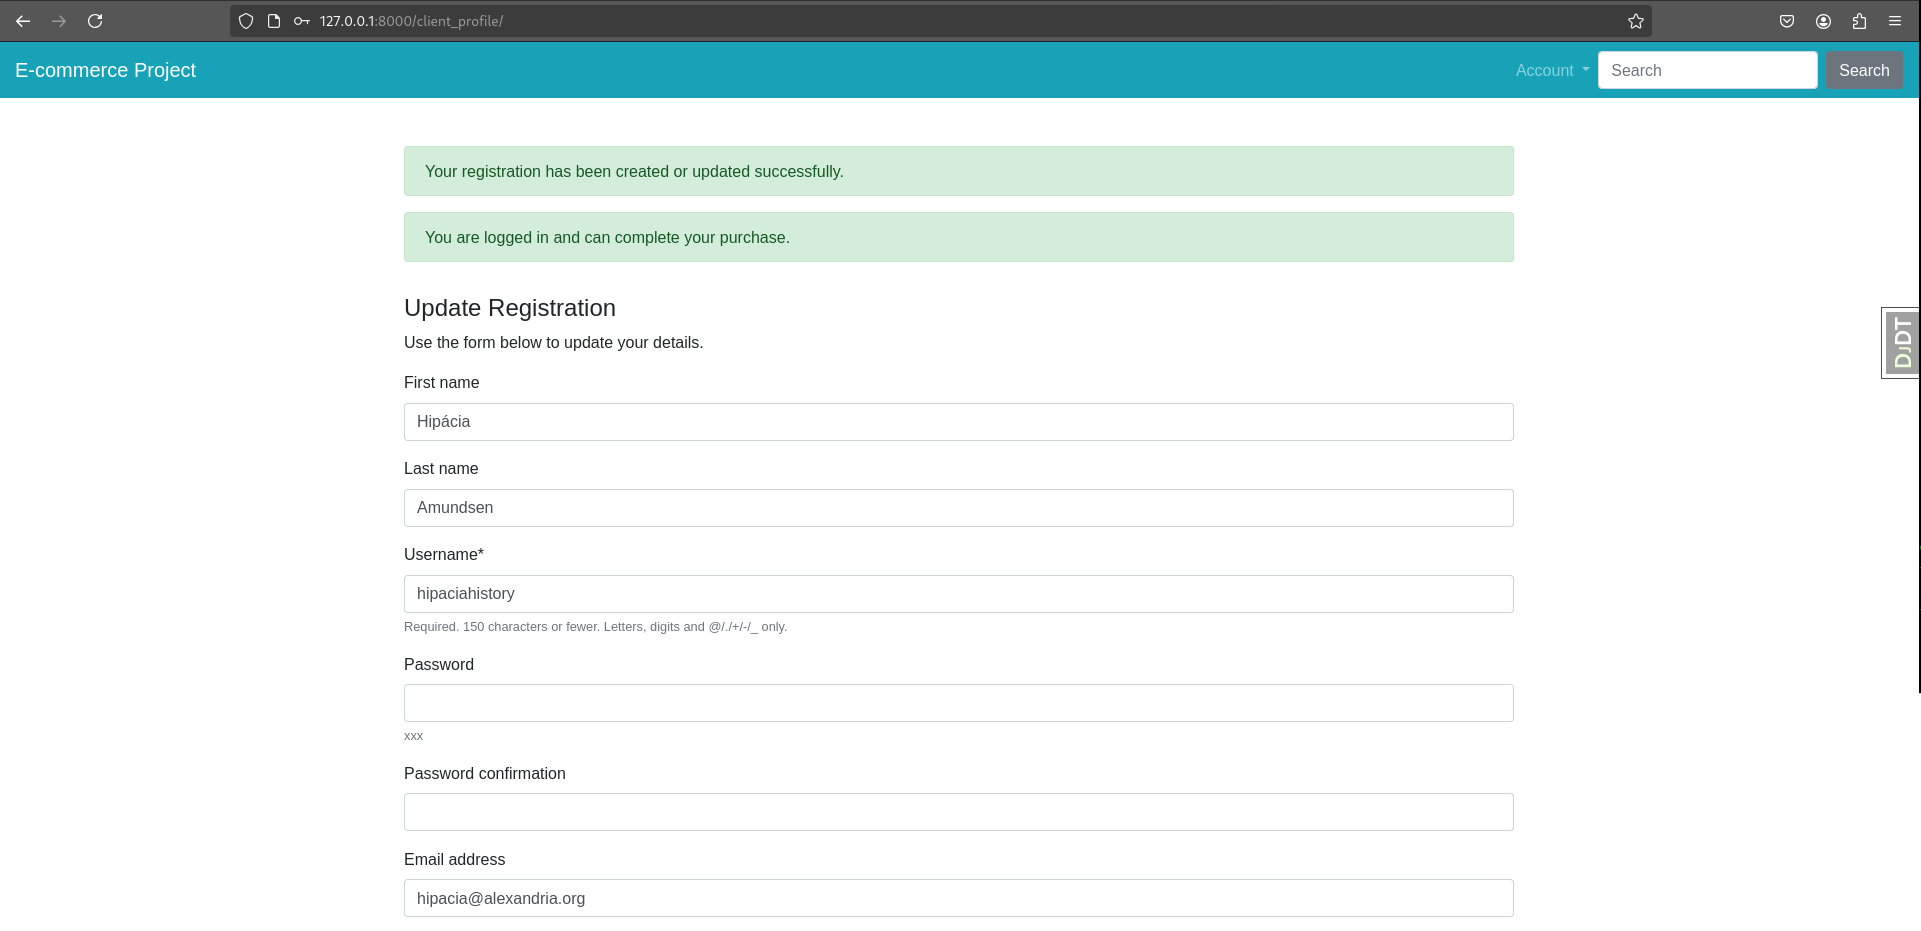 127.0.0.1:8000/client_profile/
E-commerce Project
Account
Search
Search
Your registration has been created or updated successfully.
You are logged in and can complete your purchase.
DJDT
Update Registration
Use the form below to update your details.
First name
Hipácia
Last name
Amundsen
Username*
hipaciahistory
Required. 150 characters or fewer. Letters, digits and @/./+/-/_ only.
Password
xxx
Password confirmation
Email address
hipacia@alexandria.org